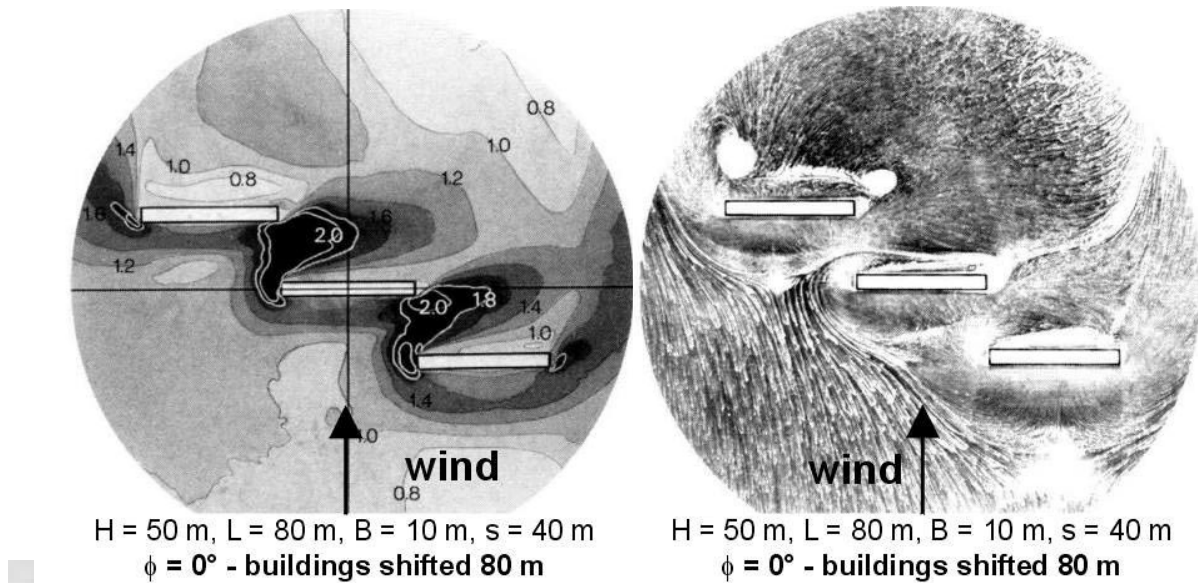 0.8
1.0
1.4
1.0
0.8
1.2
1.6
1.6
2.0
1.2
1.8
2.0
1.4
1.0
1.4
1.0
wind
wind
0.8
H = 50 m, L = 80 m, B = 10 m, s = 40 m
H = 50 m, L = 80 m, B = 10 m, s = 40 m
ϕ = 0° - buildings shifted 80 m
ϕ = 0° - buildings shifted 80 m